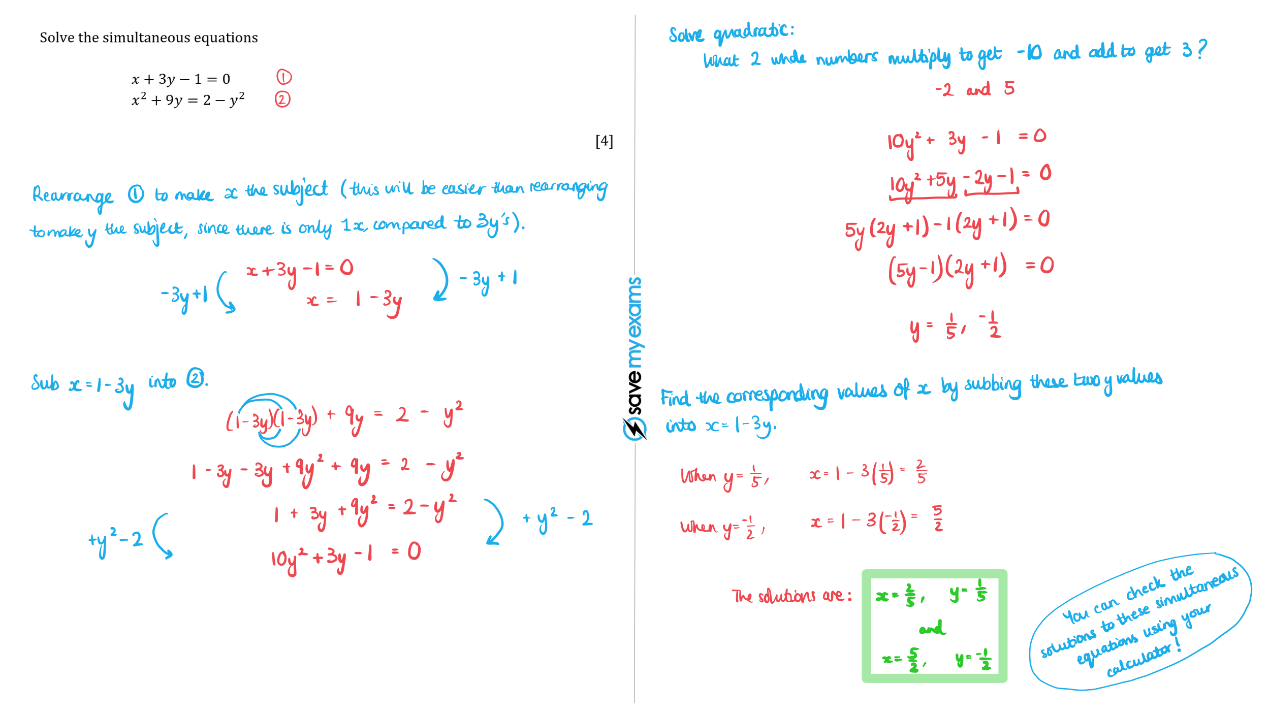 Solve the simultaneous equations
x + 3y − 1 = 0 ①
x² + 9y = 2 − y² ②
[4]
Rearrange ① to make x the subject (this will be easier than rearranging
to make y the subject, since there is only 1x compared to 3y's).
x + 3y − 1 = 0
−3y + 1
−3y + 1
x = 1 − 3y
Sub x = 1 − 3y into ②.
(1 − 3y)(1 − 3y) + 9y = 2 − y²
1 − 3y − 3y + 9y² + 9y = 2 − y²
1 + 3y + 9y² = 2 − y²
+y² − 2
+y² − 2
10y² + 3y − 1 = 0
save my exams
Solve quadratic:
What 2 whole numbers multiply to get −10 and add to get 3?
−2 and 5
10y² + 3y − 1 = 0
10y² + 5y − 2y − 1 = 0
5y(2y + 1) − 1(2y + 1) = 0
(5y − 1)(2y + 1) = 0
y = 1/5, −1/2
Find the corresponding values of x by subbing these two y values
into x = 1 − 3y.
When y = 1/5, x = 1 − 3(1/5) = 2/5
When y = −1/2, x = 1 − 3(−1/2) = 5/2
The solutions are: x = 2/5, y = 1/5
and
x = 5/2, y = −1/2
You can check the
solutions to these simultaneous
equations using your
calculator!